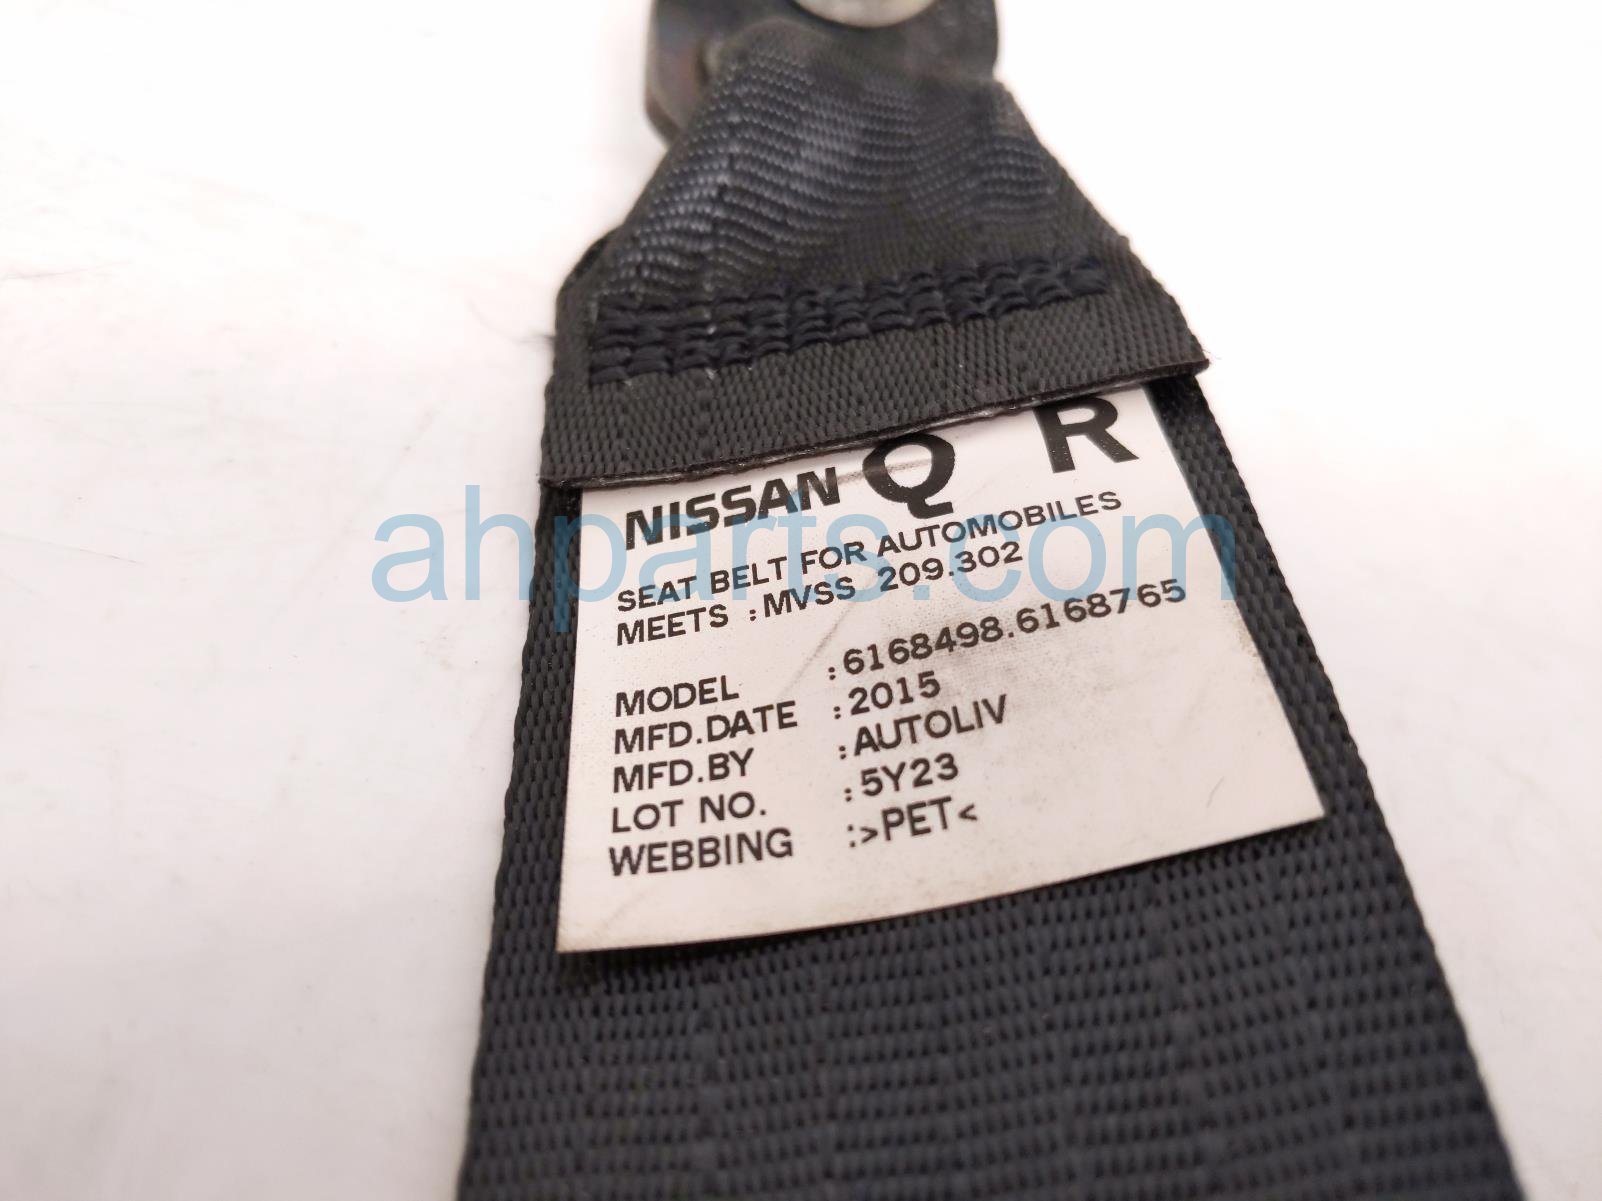 NISSAN Q R
SEAT BELT FOR AUTOMOBILES
MEETS :MVSS 209.302
MODEL :6168498.6168765
MFD.DATE :2015
MFD.BY :AUTOLIV
LOT NO. :5Y23
WEBBING :>PET<
ahparts.com